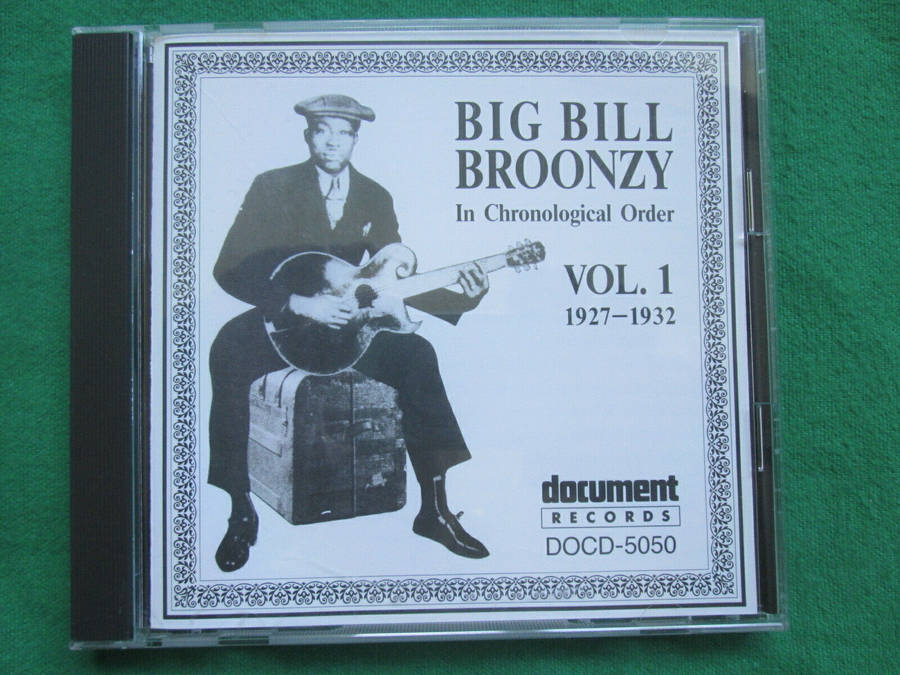 BIG BILL
BROONZY
In Chronological Order
VOL. 1
1927–1932
document
RECORDS
DOCD-5050